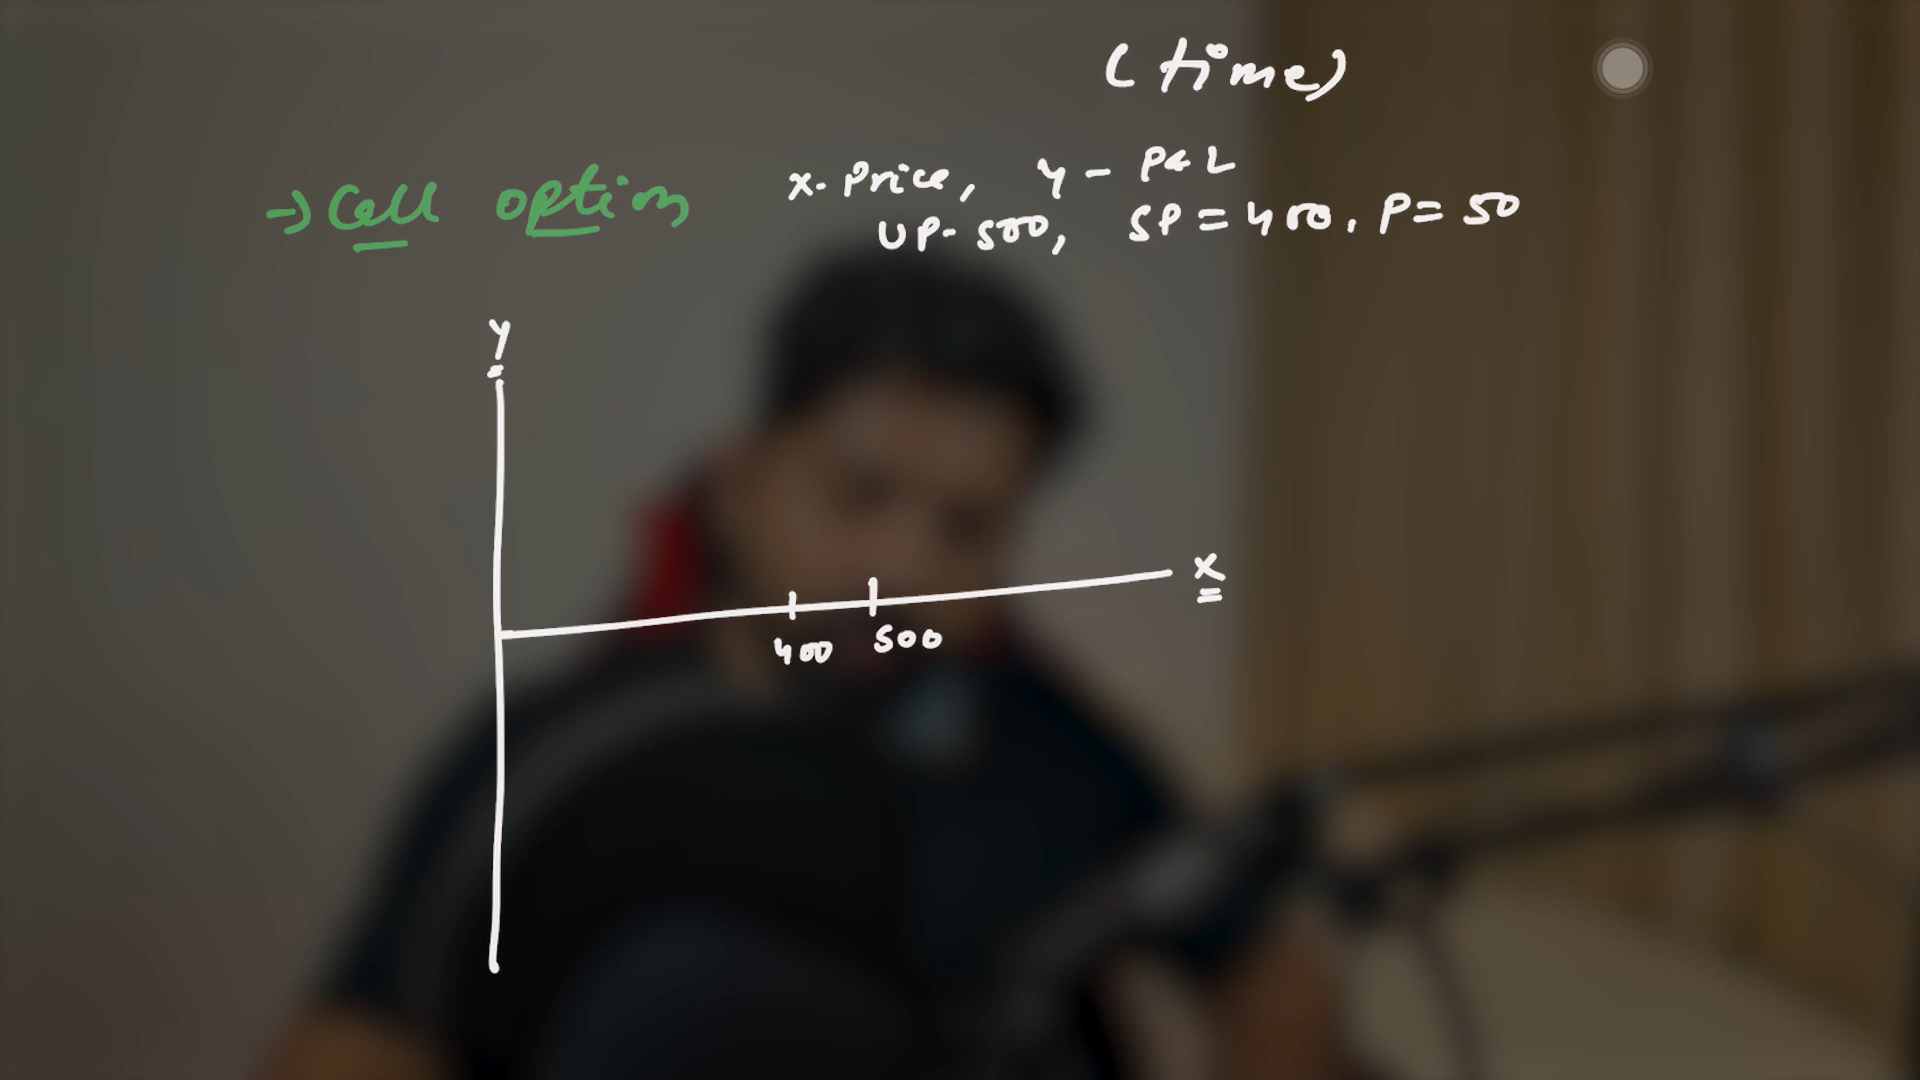 (time)
→ Call option
x- Price, y - P&L
UP- 500, SP = 400, P = 50
y
x
400 500